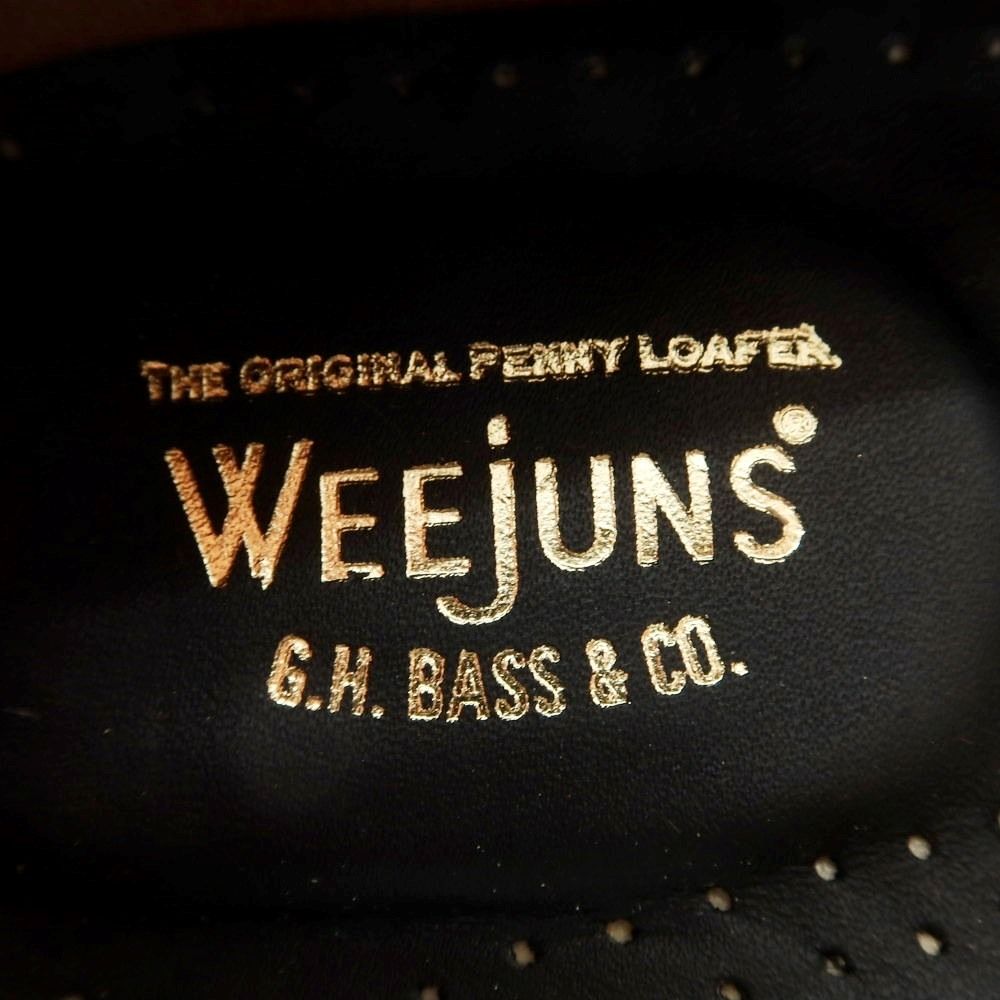 THE ORIGINAL PENNY LOAFER.
WEEjUNS®
G.H. BASS & CO.